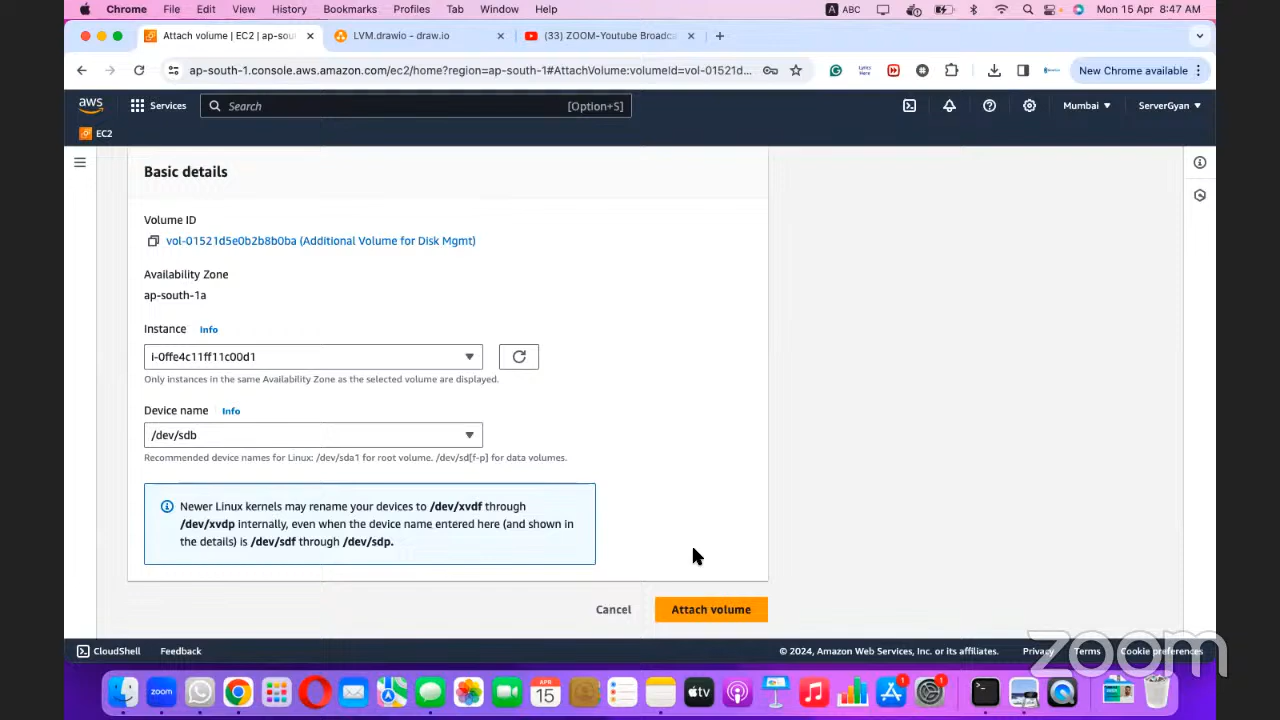 Chrome File Edit View History Bookmarks Profiles Tab Window Help A ABC Mon 15 Apr 8:47 AM
Attach volume | EC2 | ap-sou LVM.drawio - draw.io (33) ZOOM-Youtube Broadca
ap-south-1.console.aws.amazon.com/ec2/home?region=ap-south-1#AttachVolume:volumeId=vol-01521d... New Chrome available
aws Services Search [Option+S] Mumbai ServerGyan
EC2
Basic details
Volume ID
vol-01521d5e0b2b8b0ba (Additional Volume for Disk Mgmt)
Availability Zone
ap-south-1a
Instance Info
i-0ffe4c11ff11c00d1
Only instances in the same Availability Zone as the selected volume are displayed.
Device name Info
/dev/sdb
Recommended device names for Linux: /dev/sda1 for root volume. /dev/sd[f-p] for data volumes.
Newer Linux kernels may rename your devices to /dev/xvdf through
/dev/xvdp internally, even when the device name entered here (and shown in
the details) is /dev/sdf through /dev/sdp.
Cancel Attach volume
CloudShell Feedback © 2024, Amazon Web Services, Inc. or its affiliates. Privacy Terms Cookie preferences
zoom
zoom APR 15 tv 1 1